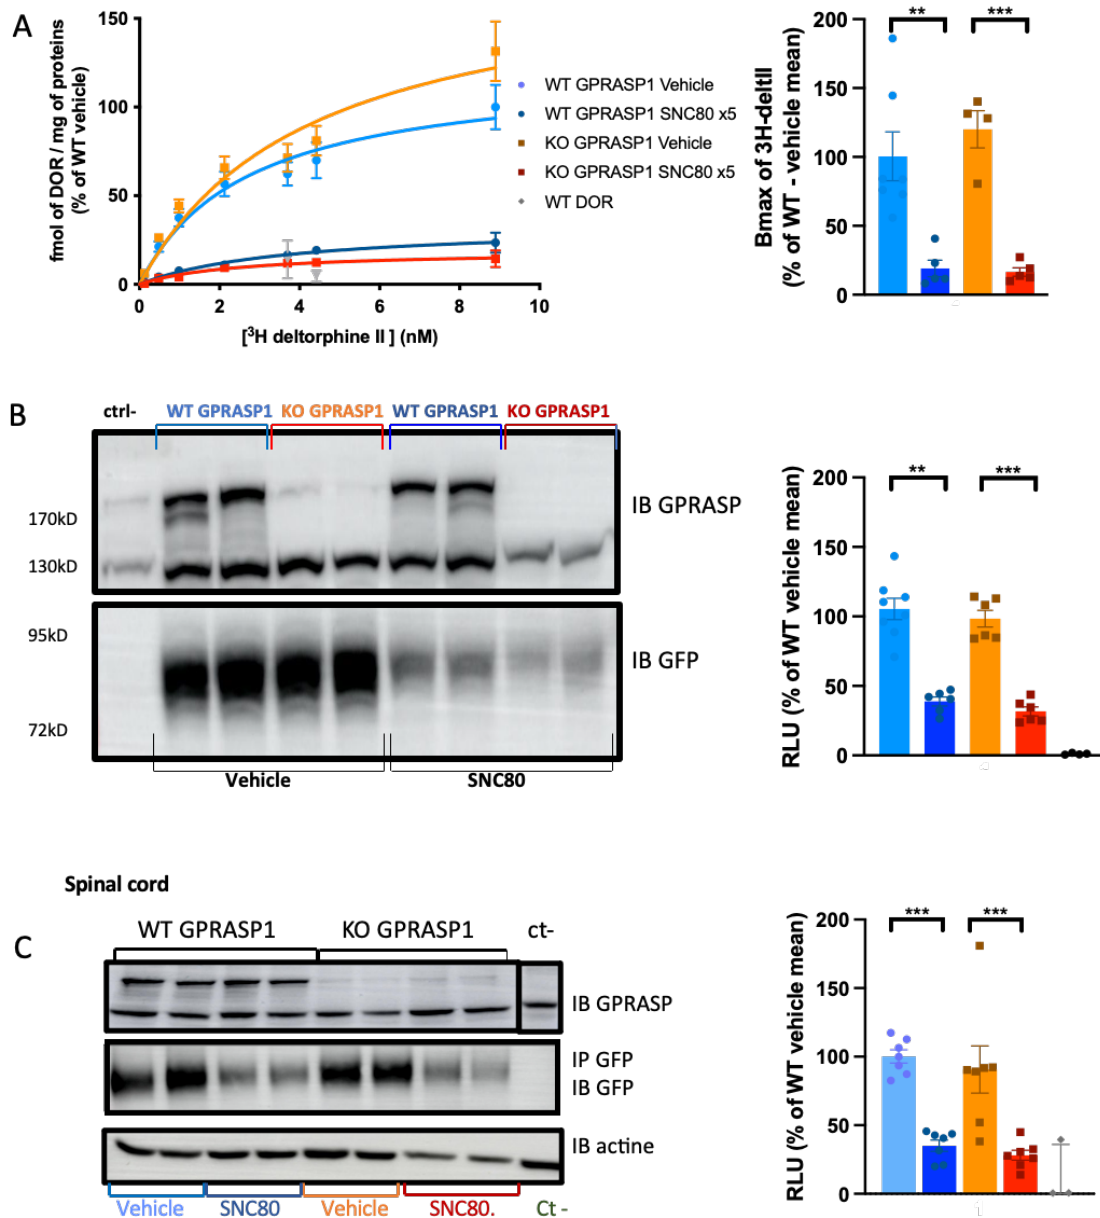 A
fmol of DOR / mg of proteins
(% of WT vehicle)
150
100
50
0
0 2 4 6 8 10
[³H deltorphine II ] (nM)
WT GPRASP1 Vehicle
WT GPRASP1 SNC80 x5
KO GPRASP1 Vehicle
KO GPRASP1 SNC80 x5
WT DOR
Bmax of 3H-deltII
(% of WT - vehicle mean)
200
150
100
50
0
** ***
B
ctrl- WT GPRASP1 KO GPRASP1 WT GPRASP1 KO GPRASP1
170kD
130kD
IB GPRASP
95kD
72kD
IB GFP
Vehicle SNC80
RLU (% of WT vehicle mean)
200
150
100
50
0
** ***
Spinal cord
C
WT GPRASP1 KO GPRASP1 ct-
IB GPRASP
IP GFP
IB GFP
IB actine
Vehicle SNC80 Vehicle SNC80. Ct -
RLU (% of WT vehicle mean)
200
150
100
50
0
*** ***